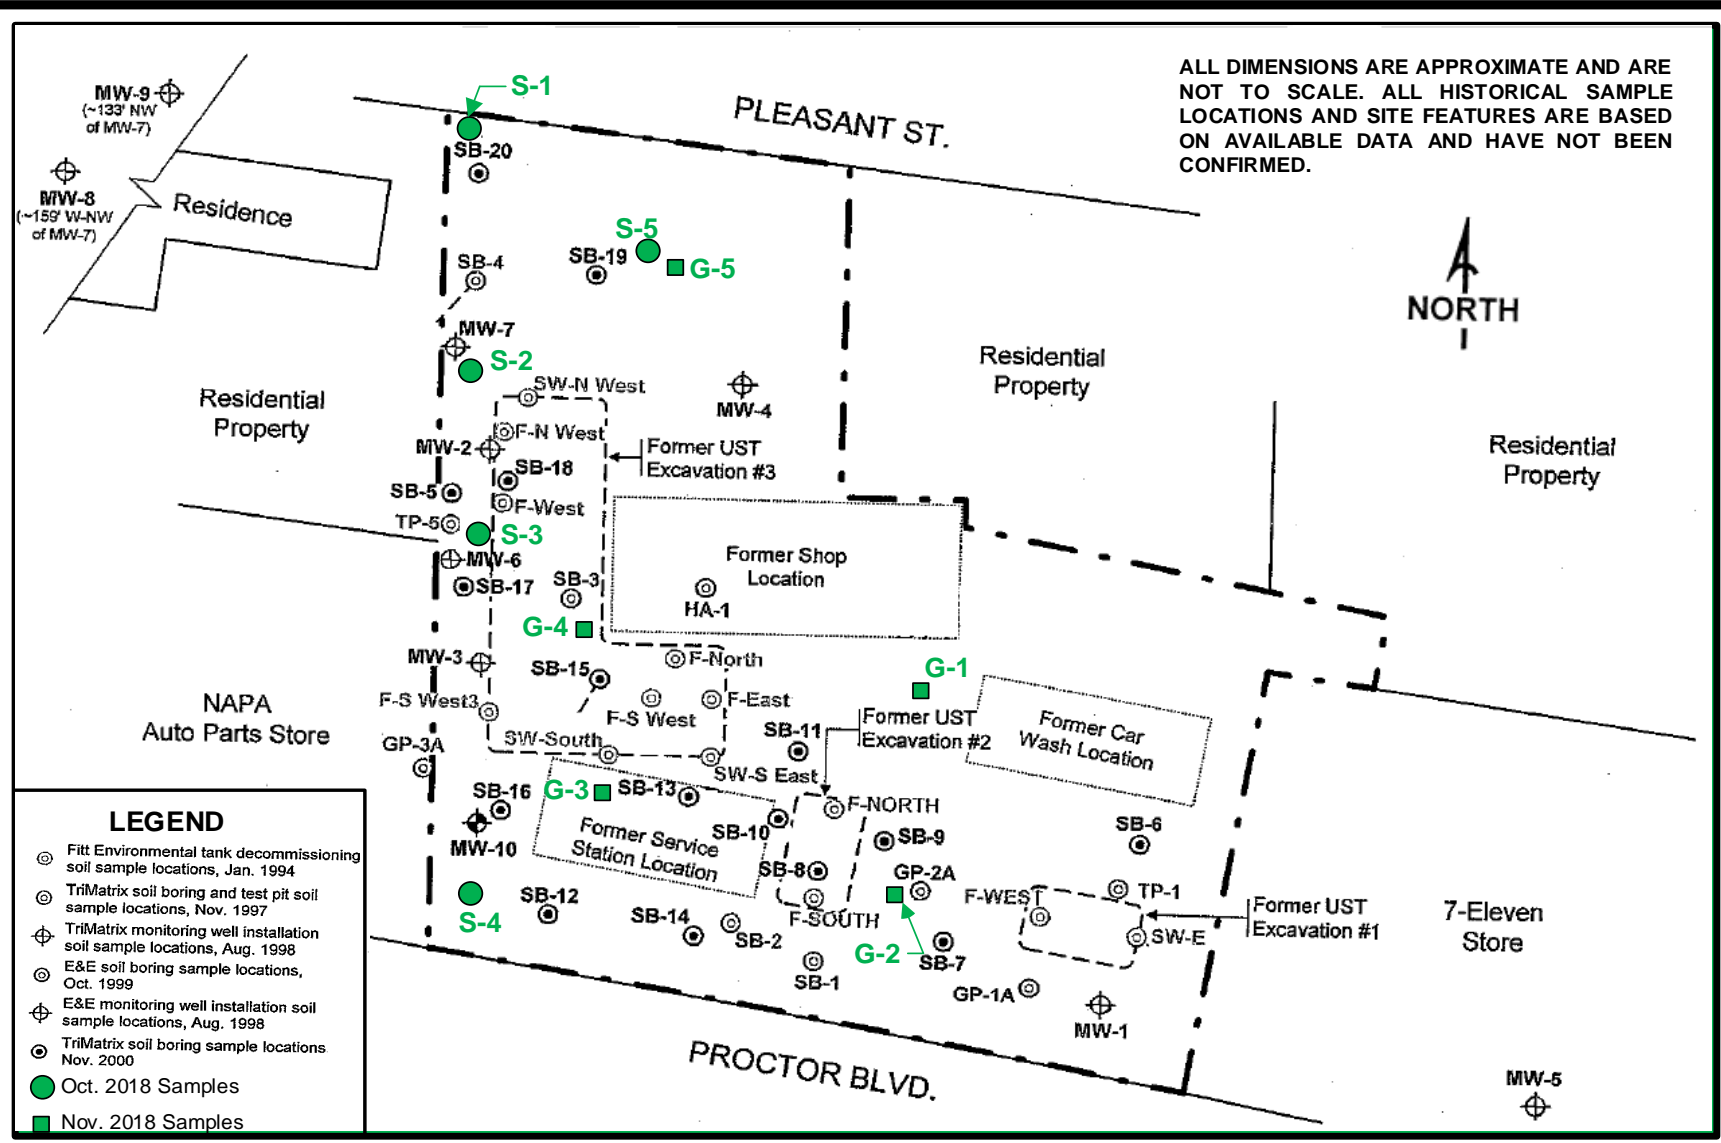 ALL DIMENSIONS ARE APPROXIMATE AND ARE
NOT TO SCALE. ALL HISTORICAL SAMPLE
LOCATIONS AND SITE FEATURES ARE BASED
ON AVAILABLE DATA AND HAVE NOT BEEN
CONFIRMED.
MW-9
(~133' NW
of MW-7)
S-1
PLEASANT ST.
SB-20
MW-8
(~159' W-NW
of MW-7)
Residence
S-5
SB-19
G-5
SB-4
NORTH
MW-7
S-2
Residential
Property
SW-N West
MW-4
Residential
Property
F-N West
MW-2
Former UST
Excavation #3
Residential
Property
SB-18
SB-5
F-West
TP-5
S-3
MW-6
Former Shop
Location
SB-17
SB-3
HA-1
G-4
MW-3
SB-15
F-North
G-1
F-S West3
F-S West
F-East
NAPA
Auto Parts Store
GP-3A
SW-South
SB-11
Former UST
Excavation #2
Former Car
Wash Location
SW-S East
SB-16
G-3
SB-13
F-NORTH
MW-10
Former Service
Station Location
SB-10
SB-9
SB-6
SB-8
GP-2A
F-WEST
TP-1
S-4
SB-12
SB-14
SB-2
F-SOUTH
Former UST
Excavation #1
7-Eleven
Store
G-2
SB-7
SW-E
SB-1
GP-1A
MW-1
PROCTOR BLVD.
MW-5
LEGEND
Fitt Environmental tank decommissioning
soil sample locations, Jan. 1994
TriMatrix soil boring and test pit soil
sample locations, Nov. 1997
TriMatrix monitoring well installation
soil sample locations, Aug. 1998
E&E soil boring sample locations,
Oct. 1999
E&E monitoring well installation soil
sample locations, Aug. 1998
TriMatrix soil boring sample locations
Nov. 2000
Oct. 2018 Samples
Nov. 2018 Samples